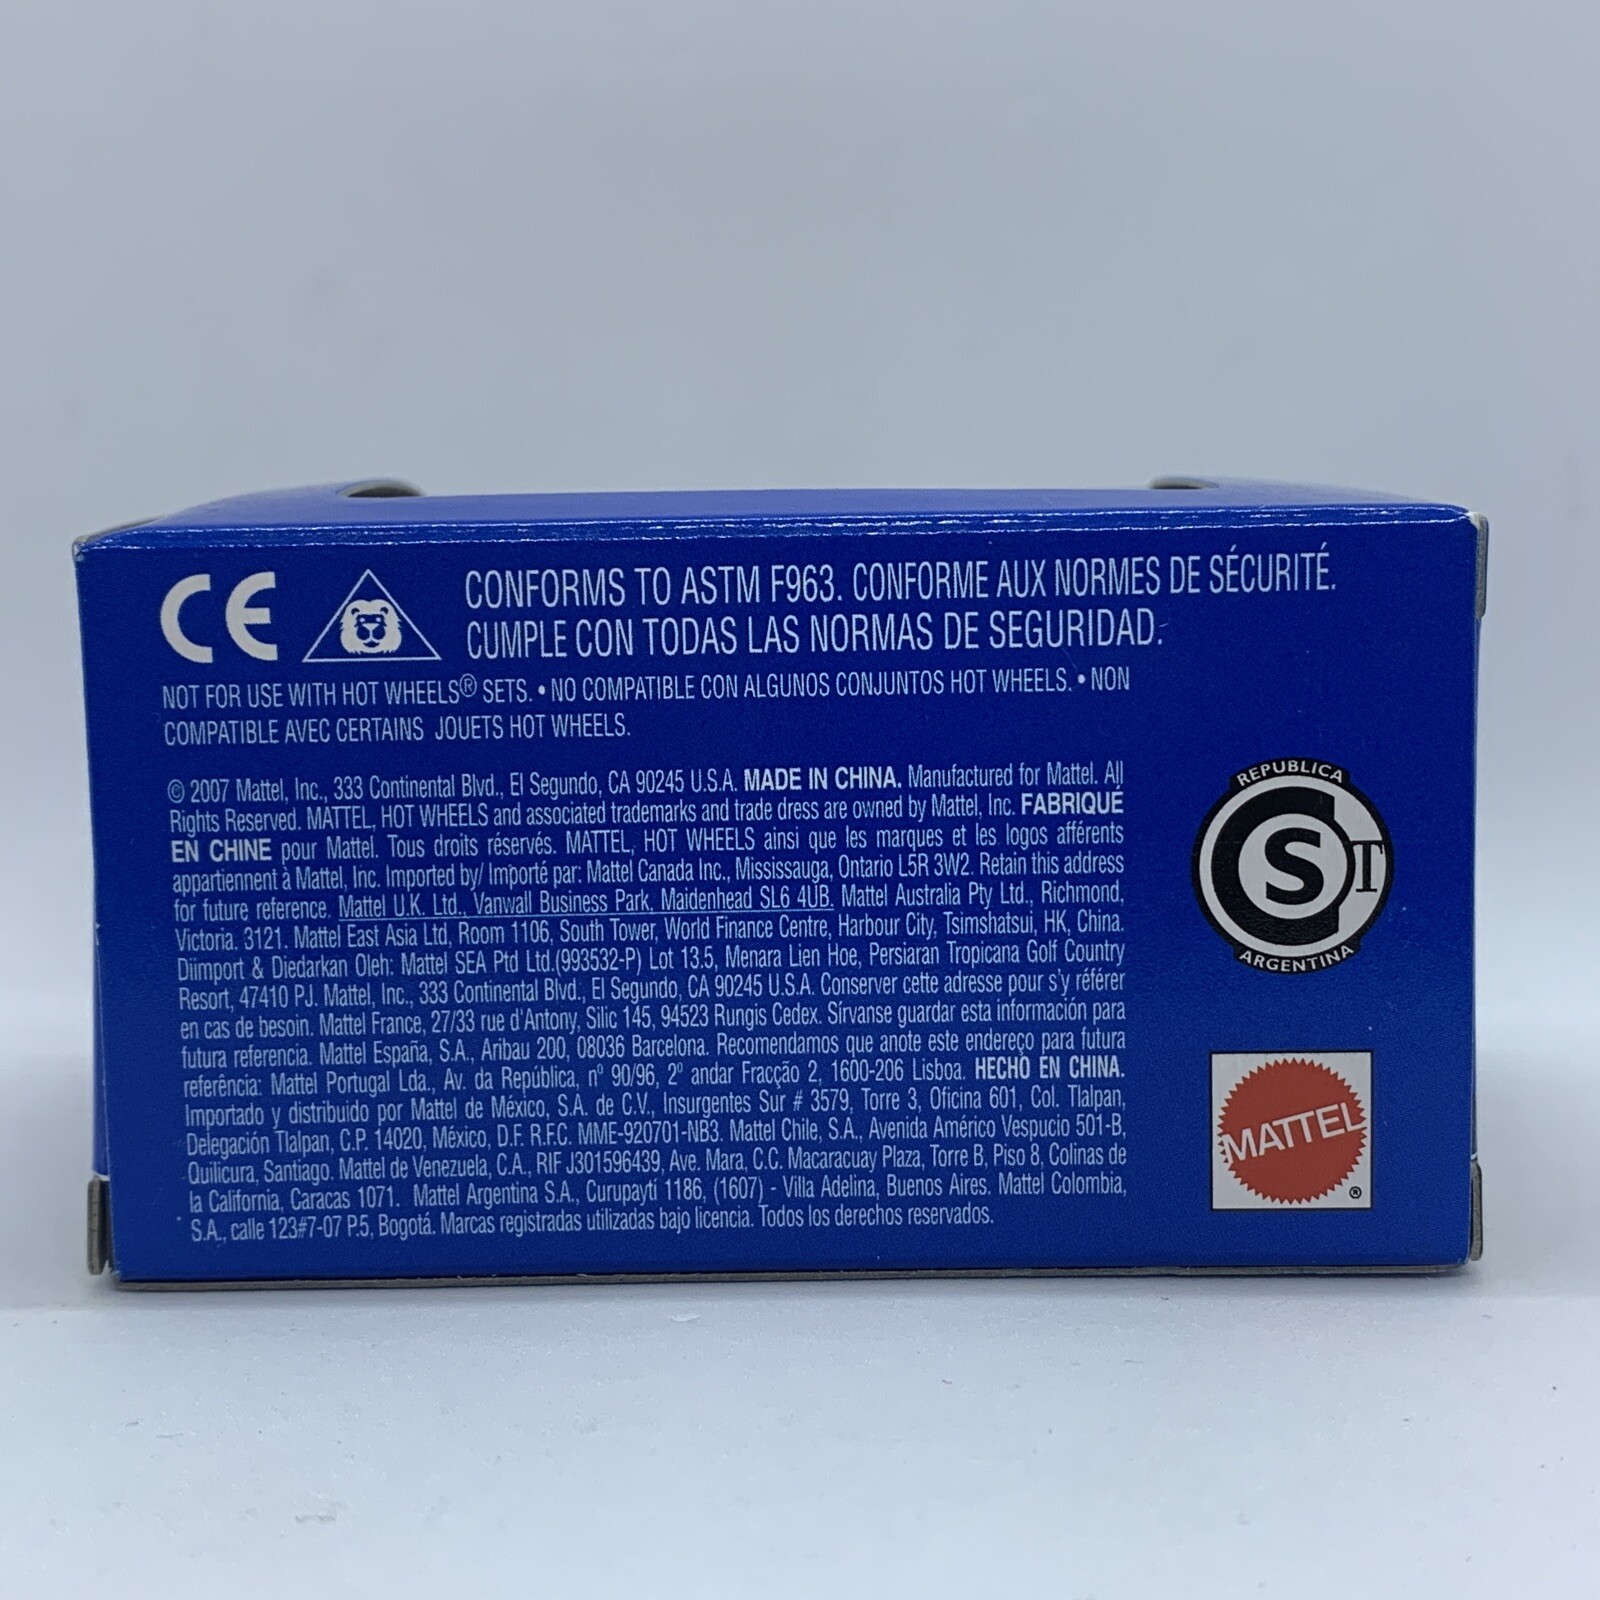 CE CONFORMS TO ASTM F963. CONFORME AUX NORMES DE SÉCURITÉ.
CUMPLE CON TODAS LAS NORMAS DE SEGURIDAD.
NOT FOR USE WITH HOT WHEELS® SETS. • NO COMPATIBLE CON ALGUNOS CONJUNTOS HOT WHEELS. • NON
COMPATIBLE AVEC CERTAINS JOUETS HOT WHEELS.
© 2007 Mattel, Inc., 333 Continental Blvd., El Segundo, CA 90245 U.S.A. MADE IN CHINA. Manufactured for Mattel. All
Rights Reserved. MATTEL, HOT WHEELS and associated trademarks and trade dress are owned by Mattel, Inc. FABRIQUÉ
EN CHINE pour Mattel. Tous droits réservés. MATTEL, HOT WHEELS ainsi que les marques et les logos afférents
appartiennent à Mattel, Inc. Imported by/ Importé par: Mattel Canada Inc., Mississauga, Ontario L5R 3W2. Retain this address
for future reference. Mattel U.K. Ltd., Vanwall Business Park, Maidenhead SL6 4UB. Mattel Australia Pty Ltd., Richmond,
Victoria. 3121. Mattel East Asia Ltd, Room 1106, South Tower, World Finance Centre, Harbour City, Tsimshatsui, HK, China.
Diimport & Diedarkan Oleh: Mattel SEA Ptd Ltd.(993532-P) Lot 13.5, Menara Lien Hoe, Persiaran Tropicana Golf Country
Resort, 47410 PJ. Mattel, Inc., 333 Continental Blvd., El Segundo, CA 90245 U.S.A. Conserver cette adresse pour s'y référer
en cas de besoin. Mattel France, 27/33 rue d'Antony, Silic 145, 94523 Rungis Cedex. Sírvanse guardar esta información para
futura referencia. Mattel España, S.A., Aribau 200, 08036 Barcelona. Recomendamos que anote este endereço para futura
referência: Mattel Portugal Lda., Av. da República, nº 90/96, 2º andar Fracção 2, 1600-206 Lisboa. HECHO EN CHINA.
Importado y distribuido por Mattel de México, S.A. de C.V., Insurgentes Sur # 3579, Torre 3, Oficina 601, Col. Tlalpan,
Delegación Tlalpan, C.P. 14020, México, D.F. R.F.C. MME-920701-NB3. Mattel Chile, S.A., Avenida Américo Vespucio 501-B,
Quilicura, Santiago. Mattel de Venezuela, C.A., RIF J301596439, Ave. Mara, C.C. Macaracuay Plaza, Torre B, Piso 8, Colinas de
la California, Caracas 1071. Mattel Argentina S.A., Curupaytí 1186, (1607) - Villa Adelina, Buenos Aires. Mattel Colombia,
S.A., calle 123#7-07 P.5, Bogotá. Marcas registradas utilizadas bajo licencia. Todos los derechos reservados.
REPUBLICA
S T
ARGENTINA
MATTEL
®